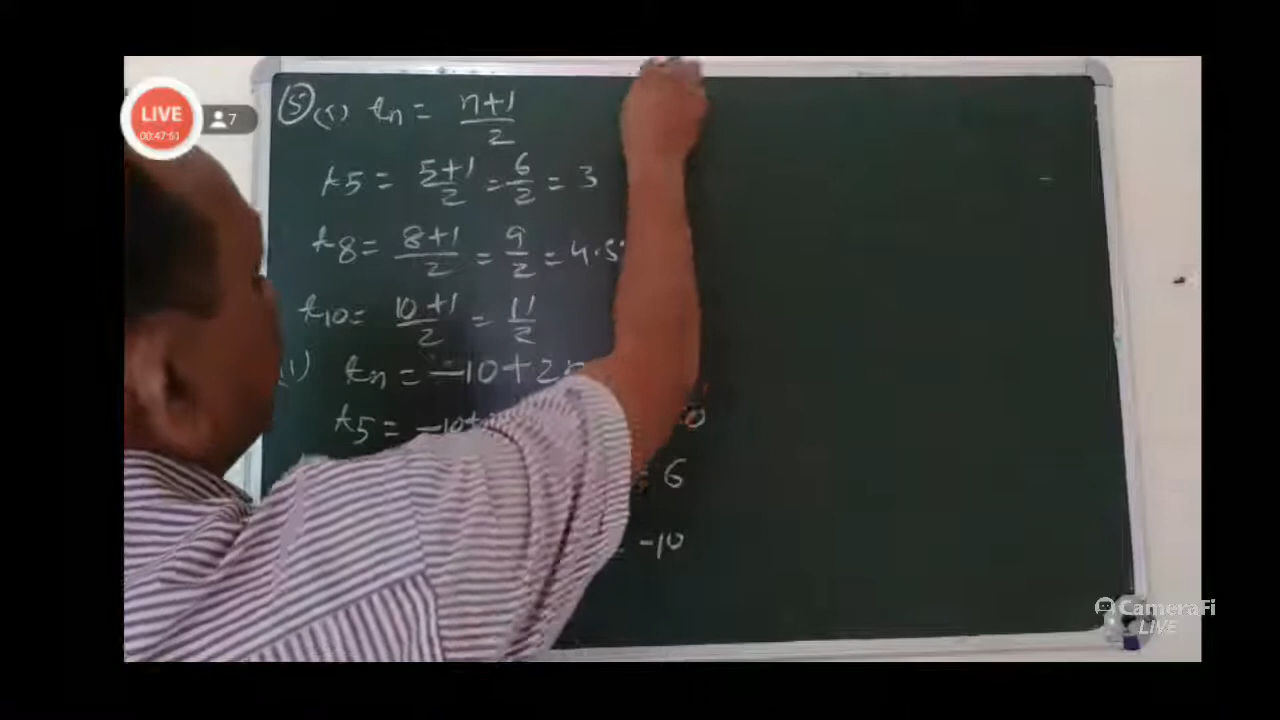 LIVE
00:47:51
7
5 (i) tn = n+1/2
t5 = 5+1/2 = 6/2 = 3
t8 = 8+1/2 = 9/2 = 4.5
t10 = 10+1/2 = 11/2
tn = -10+2
t5 = -10+
0
= 6
= -10
CameraFi
LIVE